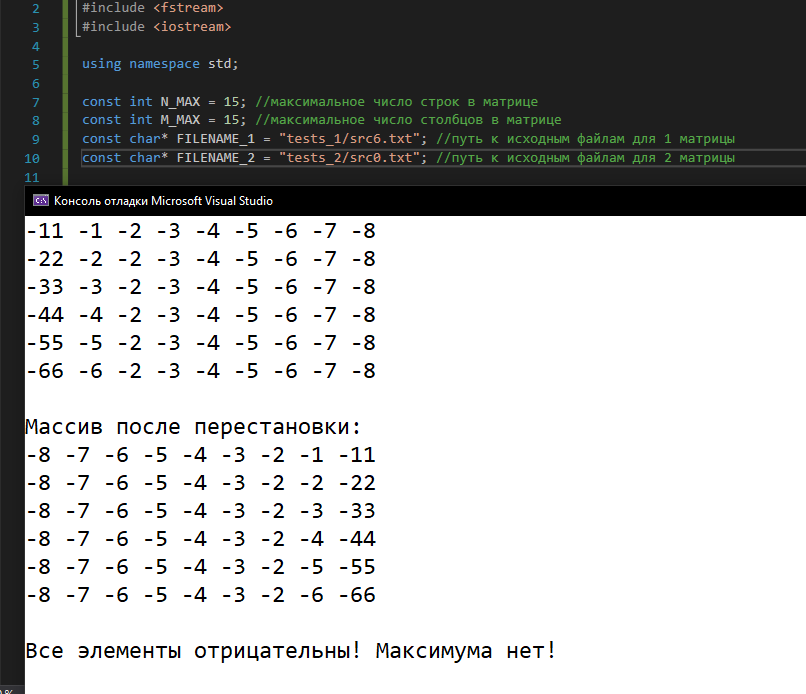 2 #include <fstream>
3 #include <iostream>
4
5 using namespace std;
6
7 const int N_MAX = 15; //максимальное число строк в матрице
8 const int M_MAX = 15; //максимальное число столбцов в матрице
9 const char* FILENAME_1 = "tests_1/src6.txt"; //путь к исходным файлам для 1 матрицы
10 const char* FILENAME_2 = "tests_2/src0.txt"; //путь к исходным файлам для 2 матрицы
11
Консоль отладки Microsoft Visual Studio
-11 -1 -2 -3 -4 -5 -6 -7 -8
-22 -2 -2 -3 -4 -5 -6 -7 -8
-33 -3 -2 -3 -4 -5 -6 -7 -8
-44 -4 -2 -3 -4 -5 -6 -7 -8
-55 -5 -2 -3 -4 -5 -6 -7 -8
-66 -6 -2 -3 -4 -5 -6 -7 -8
Массив после перестановки:
-8 -7 -6 -5 -4 -3 -2 -1 -11
-8 -7 -6 -5 -4 -3 -2 -2 -22
-8 -7 -6 -5 -4 -3 -2 -3 -33
-8 -7 -6 -5 -4 -3 -2 -4 -44
-8 -7 -6 -5 -4 -3 -2 -5 -55
-8 -7 -6 -5 -4 -3 -2 -6 -66
Все элементы отрицательны! Максимума нет!